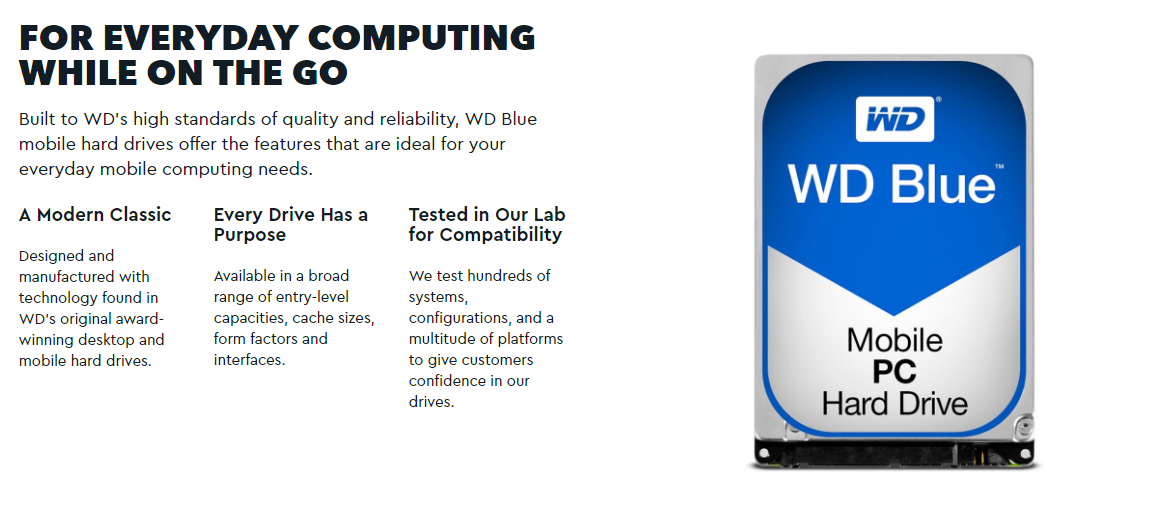 FOR EVERYDAY COMPUTING
WHILE ON THE GO
Built to WD's high standards of quality and reliability, WD Blue
mobile hard drives offer the features that are ideal for your
everyday mobile computing needs.
A Modern Classic
Designed and
manufactured with
technology found in
WD's original award-
winning desktop and
mobile hard drives.
Every Drive Has a
Purpose
Available in a broad
range of entry-level
capacities, cache sizes,
form factors and
interfaces.
Tested in Our Lab
for Compatibility
We test hundreds of
systems,
configurations, and a
multitude of platforms
to give customers
confidence in our
drives.
WD®
WD Blue™
Mobile
PC
Hard Drive